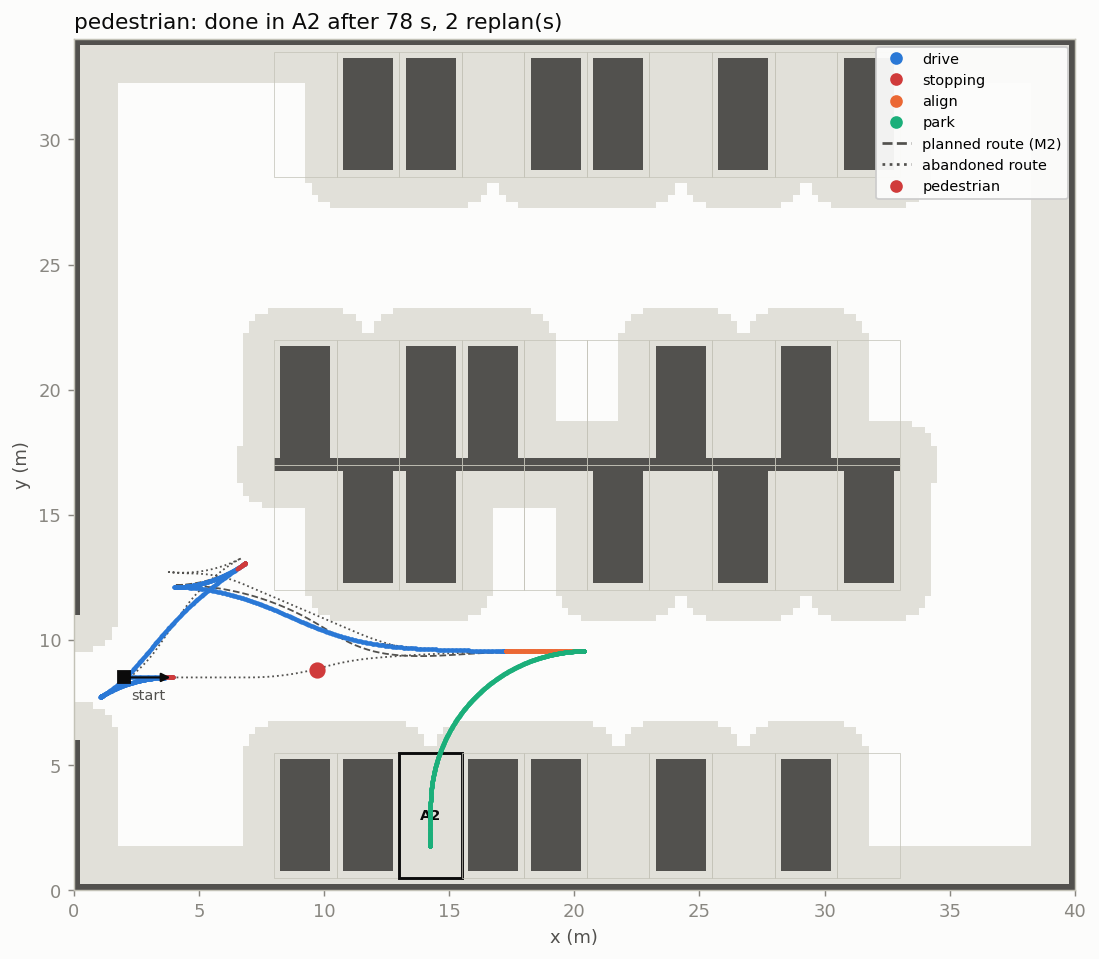 pedestrian: done in A2 after 78 s, 2 replan(s)
drive
stopping
align
park
planned route (M2)
abandoned route
pedestrian
30
25
20
15
10
5
0
y (m)
start
A2
0 5 10 15 20 25 30 35 40
x (m)